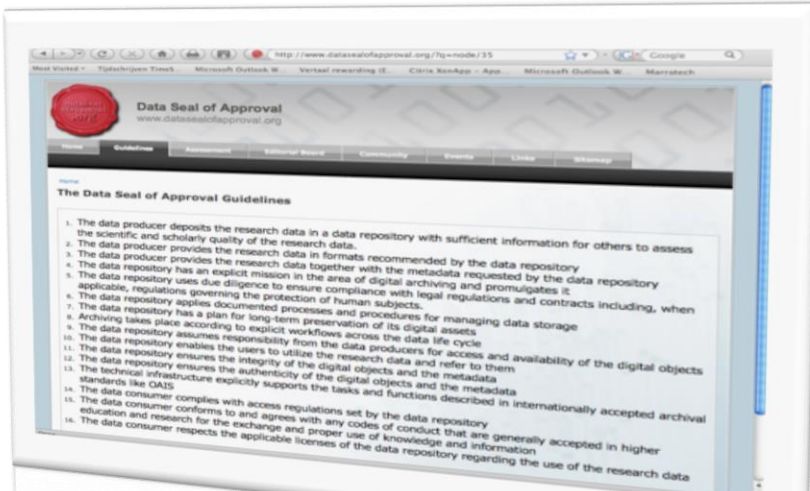 http://www.datasealofapproval.org/?q=node/35
Google
Most Visited Tijdschrijven TimeS... Microsoft Outlook W... Vertaal rewarding (E... Citrix XenApp - App... Microsoft Outlook W... Marratech
Data Seal of Approval
www.datasealofapproval.org
Home Guidelines Assessment Editorial Board Community Events Links Sitemap
Home
The Data Seal of Approval Guidelines
1. The data producer deposits the research data in a data repository with sufficient information for others to assess
the scientific and scholarly quality of the research data.
2. The data producer provides the research data in formats recommended by the data repository
3. The data producer provides the research data together with the metadata requested by the data repository
4. The data repository has an explicit mission in the area of digital archiving and promulgates it
5. The data repository uses due diligence to ensure compliance with legal regulations and contracts including, when
applicable, regulations governing the protection of human subjects.
6. The data repository applies documented processes and procedures for managing data storage
7. The data repository has a plan for long-term preservation of its digital assets
8. Archiving takes place according to explicit workflows across the data life cycle
9. The data repository assumes responsibility from the data producers for access and availability of the digital objects
10. The data repository enables the users to utilize the research data and refer to them
11. The data repository ensures the integrity of the digital objects and the metadata
12. The data repository ensures the authenticity of the digital objects and the metadata
13. The technical infrastructure explicitly supports the tasks and functions described in internationally accepted archival
standards like OAIS
14. The data consumer complies with access regulations set by the data repository
15. The data consumer conforms to and agrees with any codes of conduct that are generally accepted in higher
education and research for the exchange and proper use of knowledge and information
16. The data consumer respects the applicable licenses of the data repository regarding the use of the research data